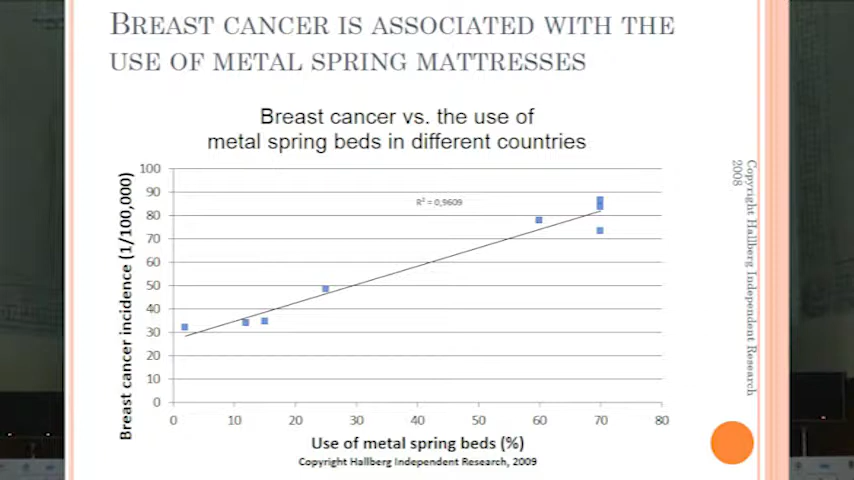 BREAST CANCER IS ASSOCIATED WITH THE
USE OF METAL SPRING MATTRESSES
Breast cancer vs. the use of
metal spring beds in different countries
Breast cancer incidence (1/100,000)
100
90
80
70
60
50
40
30
20
10
0
R² = 0,9609
0 10 20 30 40 50 60 70 80
Use of metal spring beds (%)
Copyright Hallberg Independent Research, 2009
Copyright Hallberg Independent Research
2008